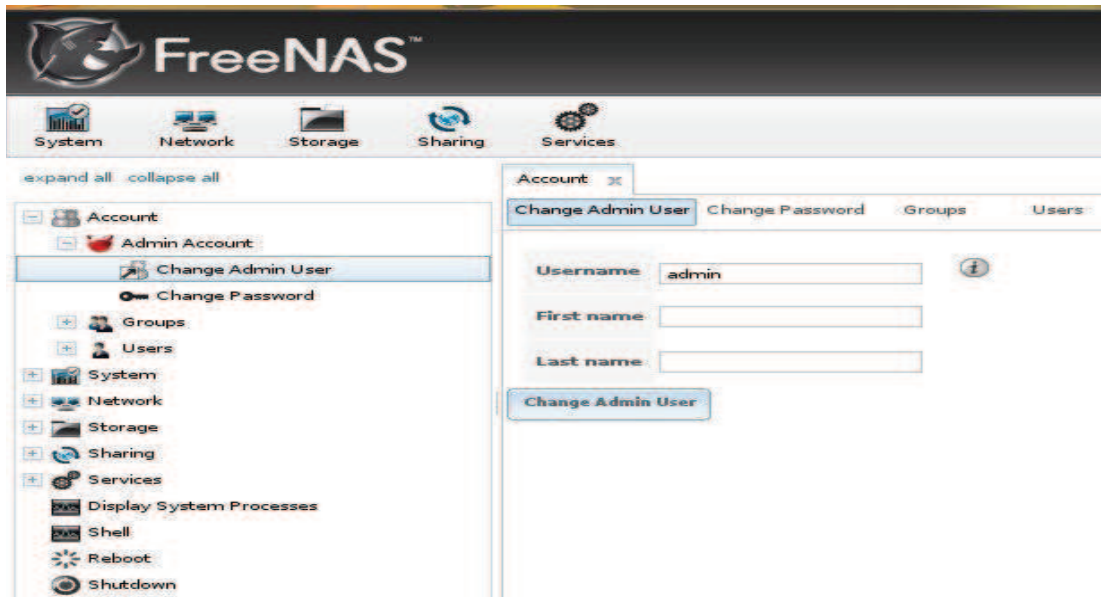 FreeNAS™
System Network Storage Sharing Services
expand all collapse all
Account
Admin Account
Change Admin User
Change Password
Groups
Users
System
Network
Storage
Sharing
Services
Display System Processes
Shell
Reboot
Shutdown
Account
Change Admin User Change Password Groups Users
Username admin
First name
Last name
Change Admin User